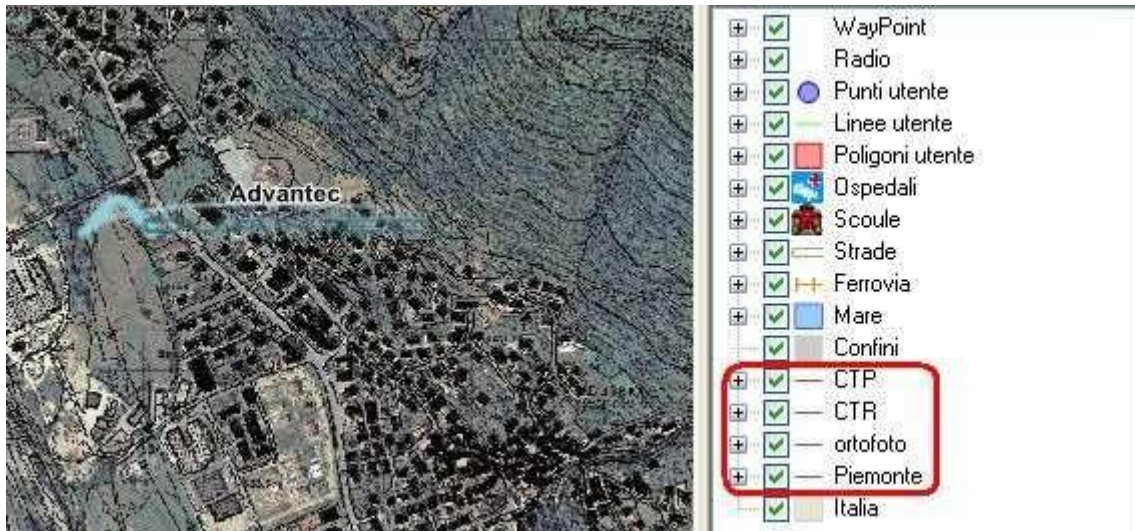 Advantec
WayPoint
Radio
Punti utente
Linee utente
Poligoni utente
Ospedali
Scoule
Strade
Ferrovia
Mare
Confini
CTP
CTR
ortofoto
Piemonte
Italia